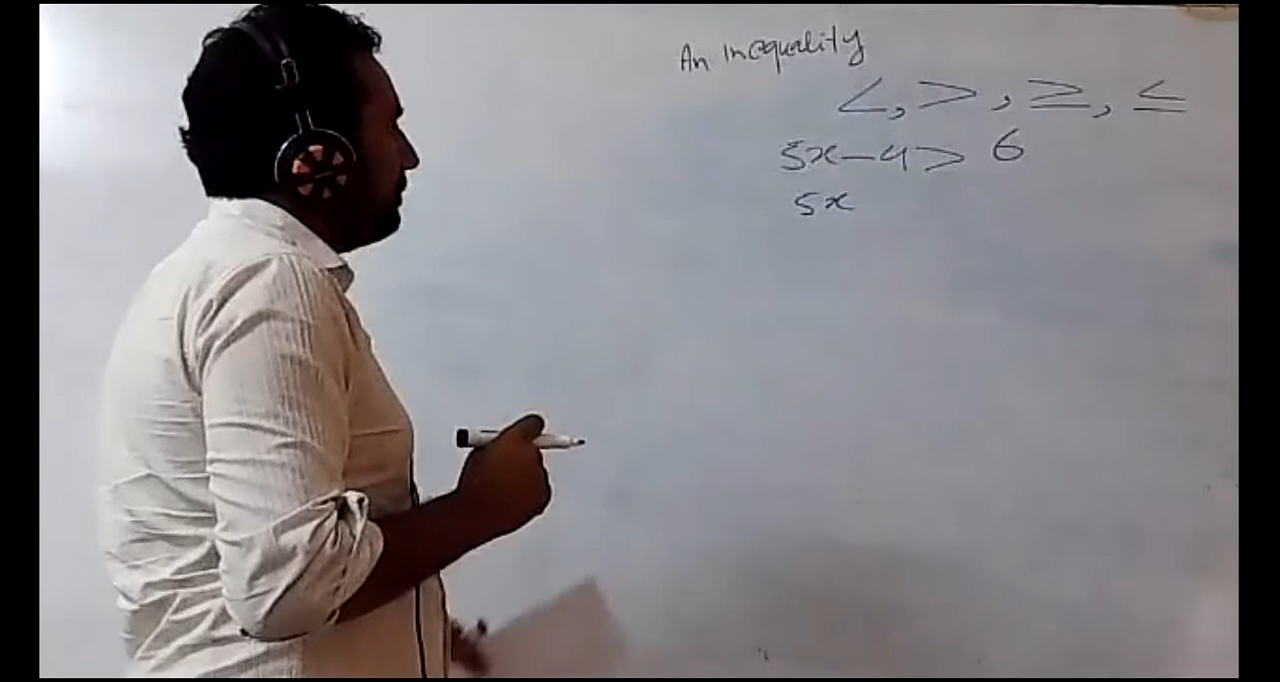 An Inequality
<, >, ≥, ≤
5x-4 > 6
5x